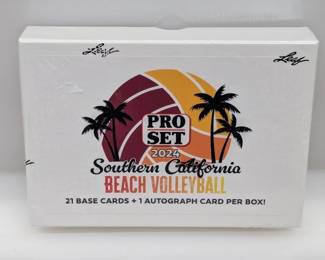 Leaf
Leaf
PRO
SET
2024
Southern California
BEACH VOLLEYBALL
21 BASE CARDS + 1 AUTOGRAPH CARD PER BOX!